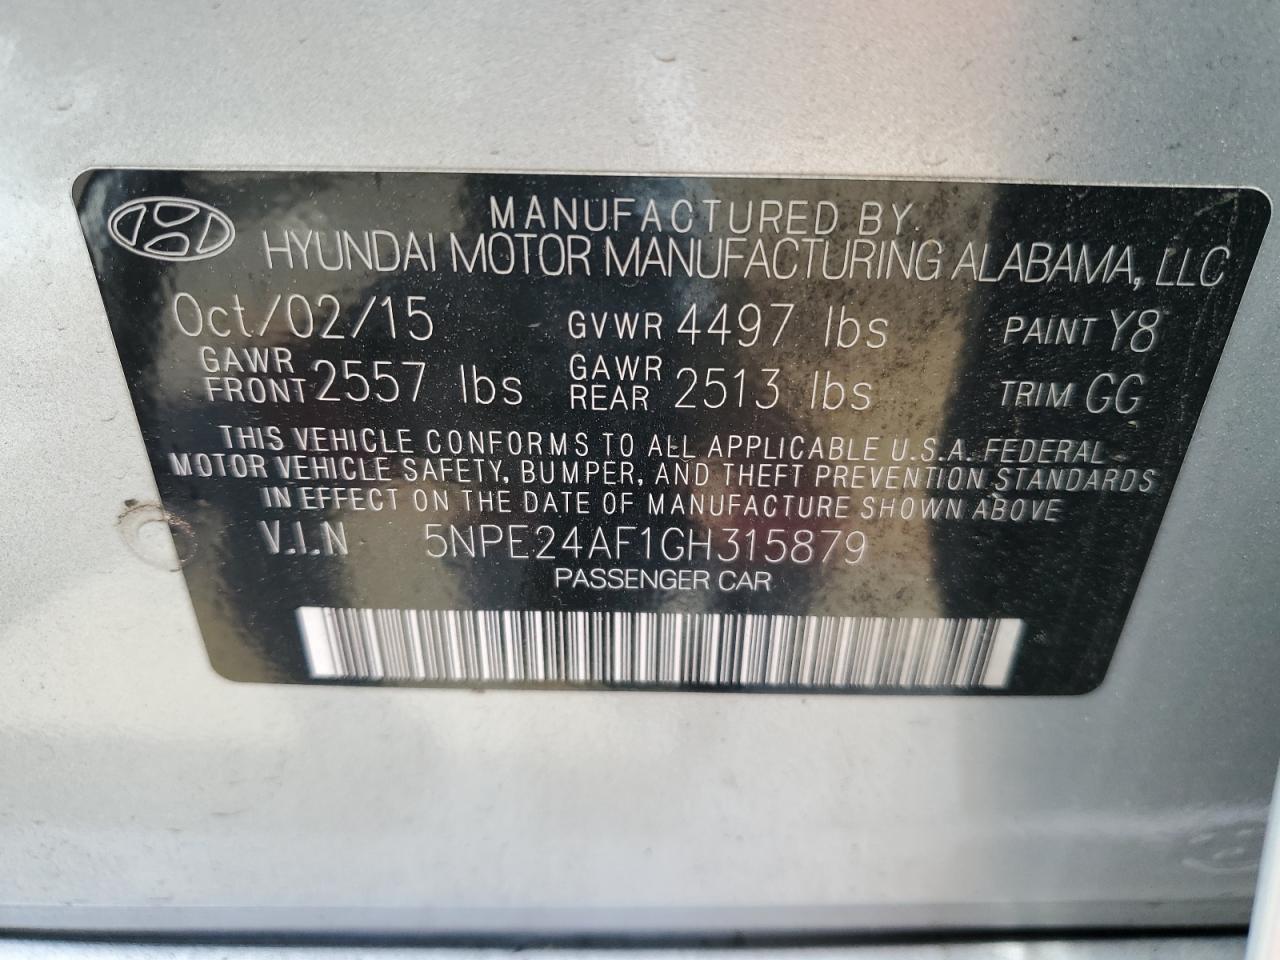 MANUFACTURED BY
HYUNDAI MOTOR MANUFACTURING ALABAMA, LLC
Oct./02/15 GVWR 4497 lbs PAINT Y8
GAWR FRONT 2557 lbs GAWR REAR 2513 lbs TRIM GG
THIS VEHICLE CONFORMS TO ALL APPLICABLE U.S.A. FEDERAL
MOTOR VEHICLE SAFETY, BUMPER, AND THEFT PREVENTION STANDARDS
IN EFFECT ON THE DATE OF MANUFACTURE SHOWN ABOVE
V.I.N 5NPE24AF1GH315879
PASSENGER CAR